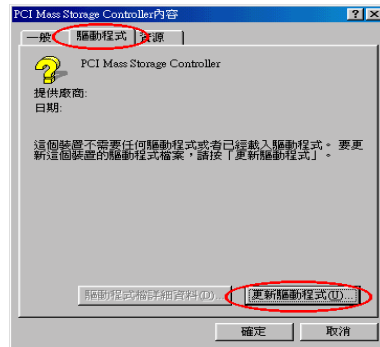 PCI Mass Storage Controller內容
一般 驅動程式 資源
PCI Mass Storage Controller
提供廠商:
日期:
這個裝置不需要任何驅動程式或者已經載入驅動程式。 要更
新這個裝置的驅動程式檔案，請按「更新驅動程式」。
驅動程式檔詳細資料(D)... 更新驅動程式(U)...
確定 取消